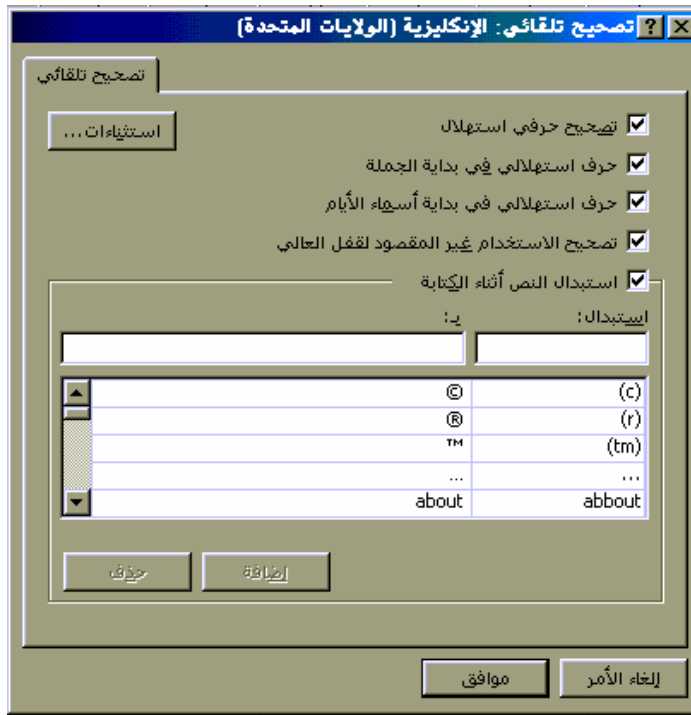 تصحيح تلقائي: الإنكليزية (الولايات المتحدة)
تصحيح تلقائي
تصحيح حرفي استهلال
استثناءات...
حرف استهلالي في بداية الجملة
حرف استهلالي في بداية أسماء الأيام
تصحيح الاستخدام غير المقصود لقفل العالي
استبدال النص أثناء الكتابة
استبدال: بـ:
(c) ©
(r) ®
(tm) ™
... ...
abbout about
إضافة حذف
إلغاء الأمر موافق